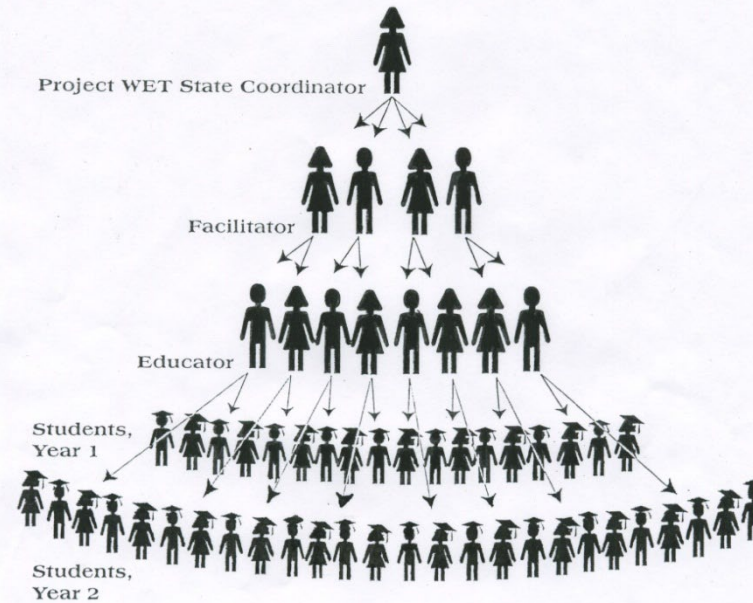 Project WET State Coordinator
Facilitator
Educator
Students,
Year 1
Students,
Year 2